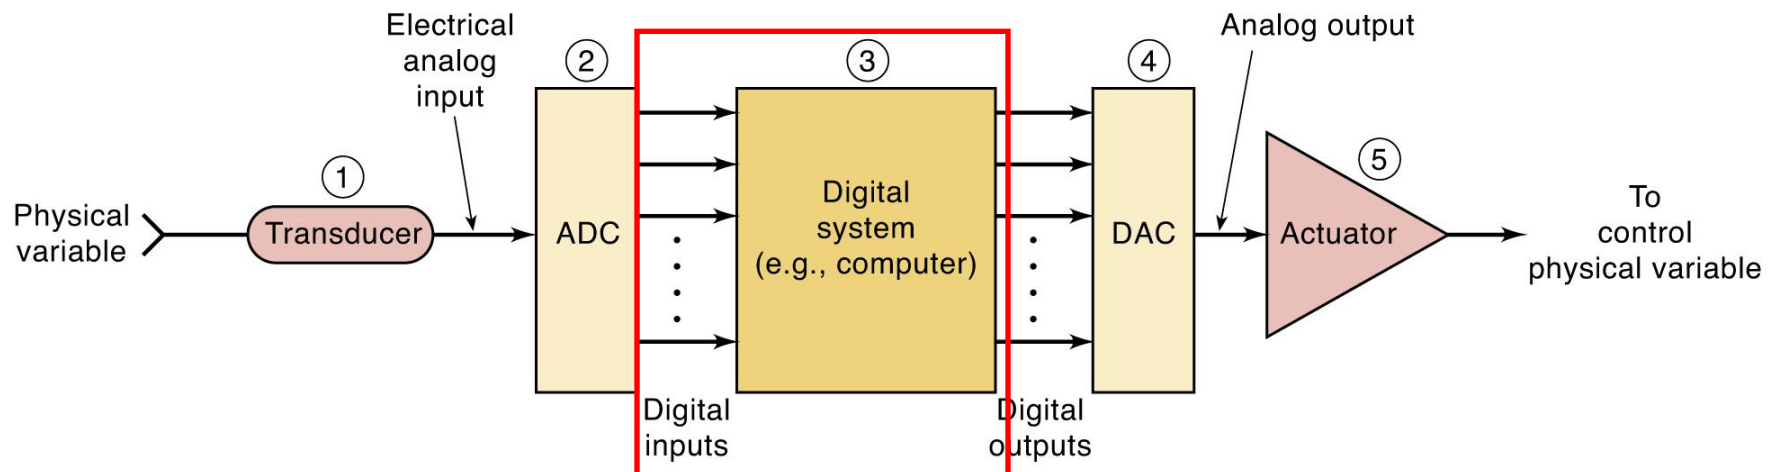 Electrical
analog
input
Analog output
2
3
4
1
5
Physical
variable
Transducer
ADC
Digital
system
(e.g., computer)
DAC
Actuator
To
control
physical variable
Digital
inputs
Digital
outputs